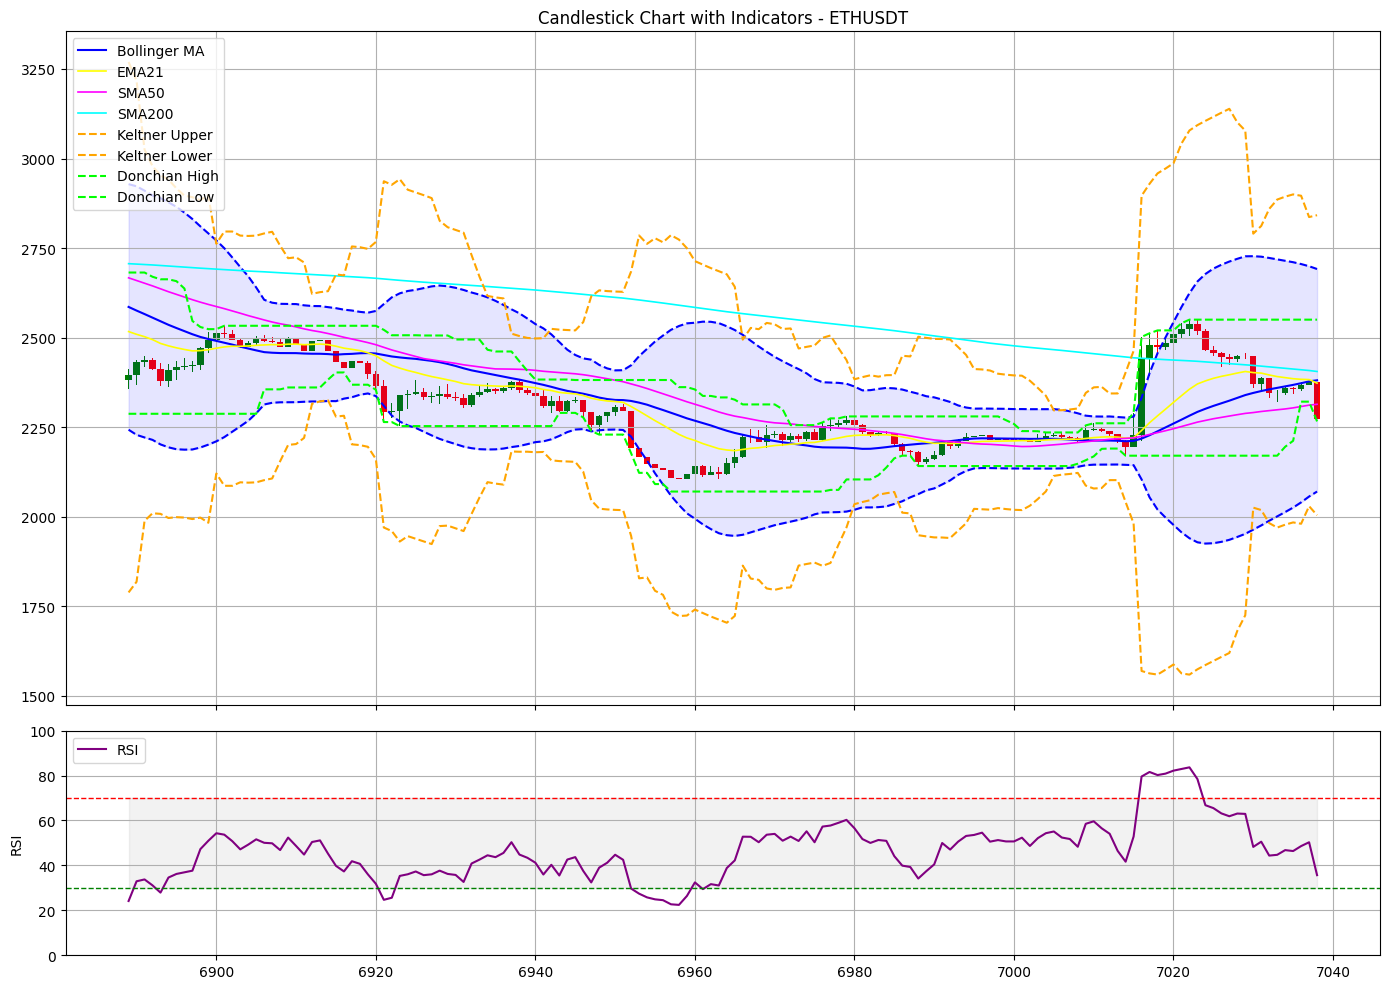 Candlestick Chart with Indicators - ETHUSDT
Bollinger MA
EMA21
SMA50
SMA200
Keltner Upper
Keltner Lower
Donchian High
Donchian Low
3250
3000
2750
2500
2250
2000
1750
1500
RSI
100
80
60
40
20
0
RSI
6900 6920 6940 6960 6980 7000 7020 7040